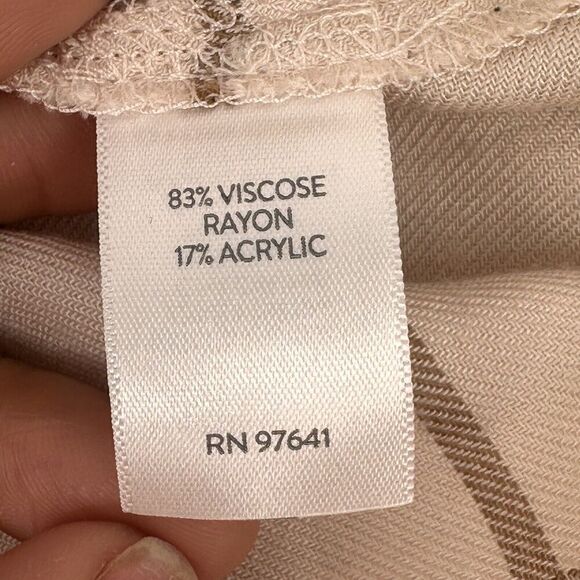 83% VISCOSE
RAYON
17% ACRYLIC
RN 97641